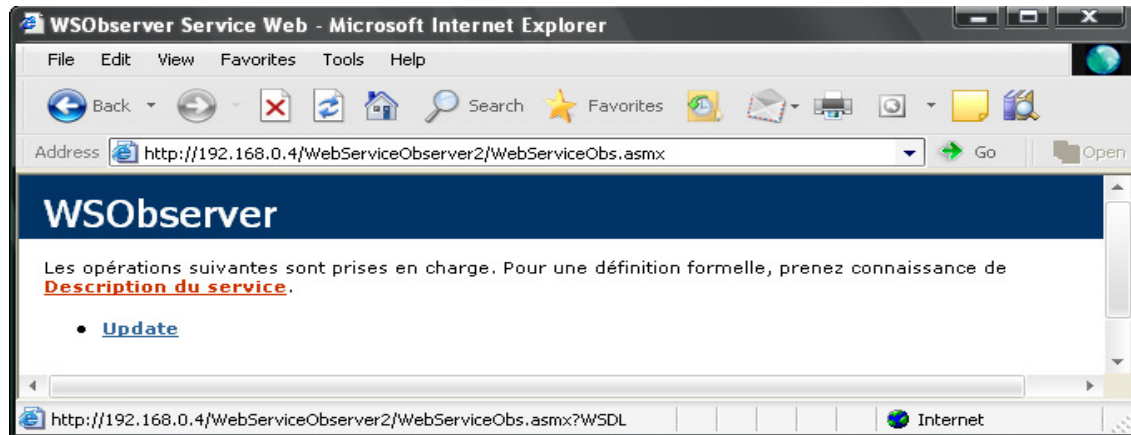 WSObserver Service Web - Microsoft Internet Explorer
File Edit View Favorites Tools Help
Back Search Favorites
Address http://192.168.0.4/WebServiceObserver2/WebServiceObs.asmx Go Open
WSObserver
Les opérations suivantes sont prises en charge. Pour une définition formelle, prenez connaissance de
Description du service.
• Update
http://192.168.0.4/WebServiceObserver2/WebServiceObs.asmx?WSDL Internet